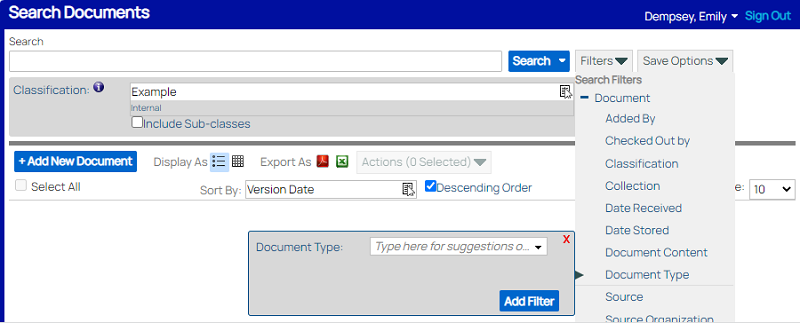 Search Documents
Dempsey, Emily Sign Out
Search
Search Filters Save Options
Search Filters
Classification: i Example
Internal
Include Sub-classes
Document
Added By
Checked Out by
Classification
Collection
Date Received
Date Stored
Document Content
Document Type
Source
Source Organization
+ Add New Document Display As Export As Actions (0 Selected)
Select All Sort By: Version Date Descending Order e: 10
Document Type: Type here for suggestions o... X
Add Filter